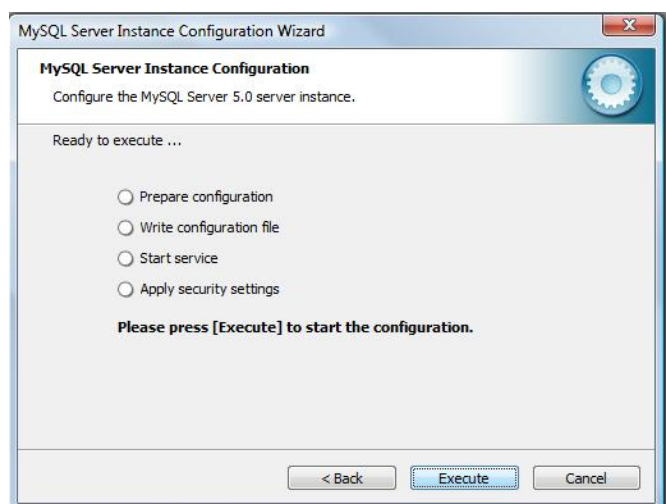 MySQL Server Instance Configuration Wizard
MySQL Server Instance Configuration
Configure the MySQL Server 5.0 server instance.
Ready to execute ...
Prepare configuration
Write configuration file
Start service
Apply security settings
Please press [Execute] to start the configuration.
< Back Execute Cancel